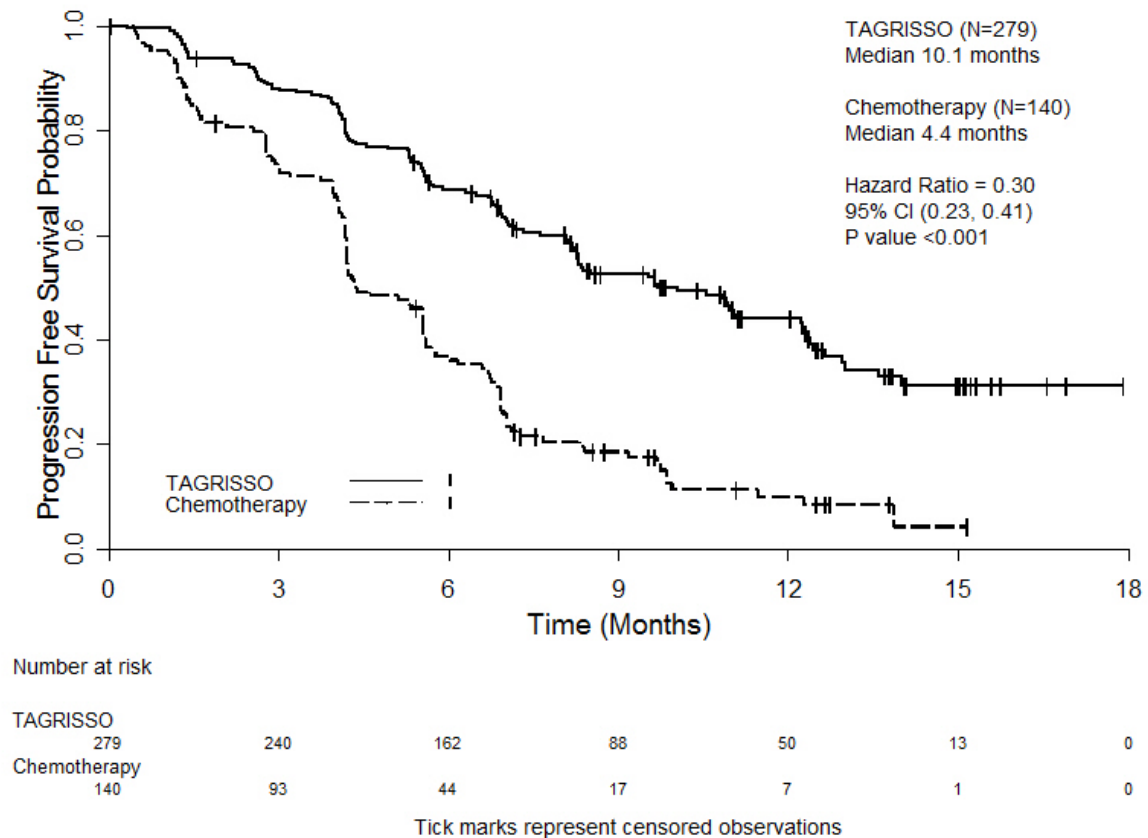 Progression Free Survival Probability
1.0
0.8
0.6
0.4
0.2
0.0
TAGRISSO (N=279)
Median 10.1 months
Chemotherapy (N=140)
Median 4.4 months
Hazard Ratio = 0.30
95% CI (0.23, 0.41)
P value <0.001
TAGRISSO
Chemotherapy
0 3 6 9 12 15 18
Time (Months)
Number at risk
TAGRISSO
279 240 162 88 50 13 0
Chemotherapy
140 93 44 17 7 1 0
Tick marks represent censored observations